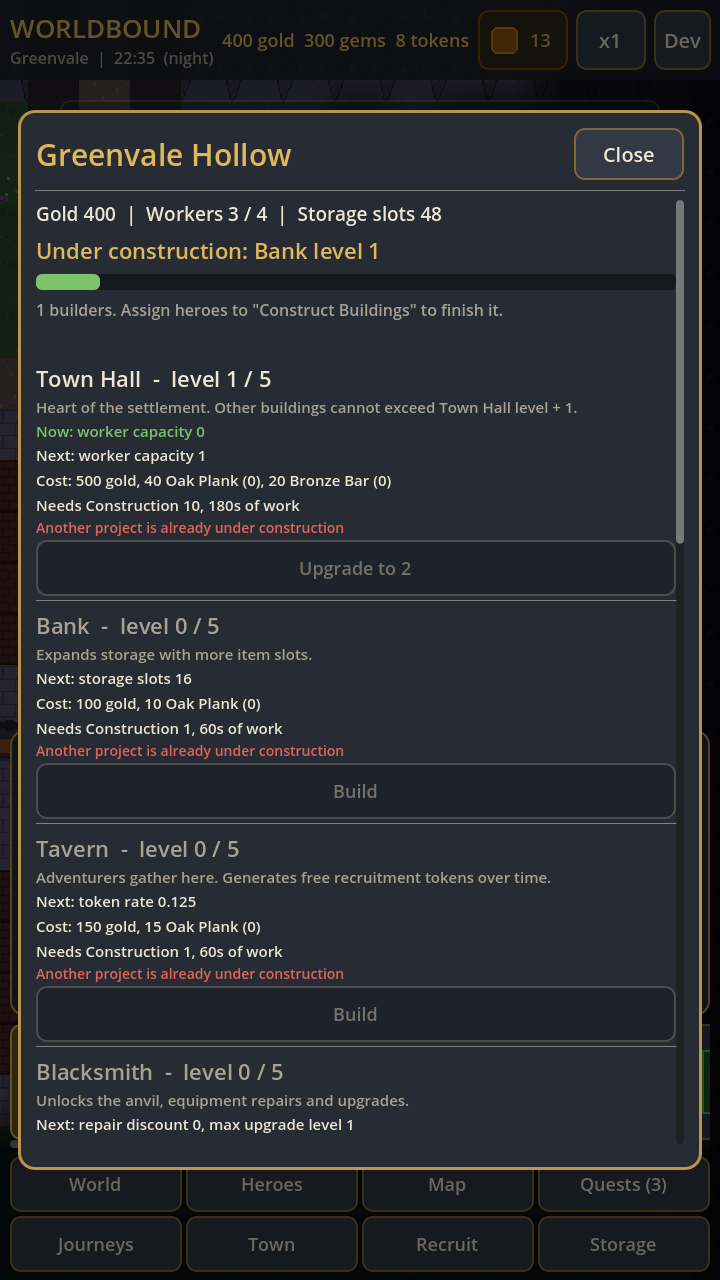 WORLDBOUND
Greenvale | 22:35 (night)
400 gold 300 gems 8 tokens
13
x1
Dev
Greenvale Hollow
Close
Gold 400 | Workers 3 / 4 | Storage slots 48
Under construction: Bank level 1
1 builders. Assign heroes to "Construct Buildings" to finish it.
Town Hall - level 1 / 5
Heart of the settlement. Other buildings cannot exceed Town Hall level + 1.
Now: worker capacity 0
Next: worker capacity 1
Cost: 500 gold, 40 Oak Plank (0), 20 Bronze Bar (0)
Needs Construction 10, 180s of work
Another project is already under construction
Upgrade to 2
Bank - level 0 / 5
Expands storage with more item slots.
Next: storage slots 16
Cost: 100 gold, 10 Oak Plank (0)
Needs Construction 1, 60s of work
Another project is already under construction
Build
Tavern - level 0 / 5
Adventurers gather here. Generates free recruitment tokens over time.
Next: token rate 0.125
Cost: 150 gold, 15 Oak Plank (0)
Needs Construction 1, 60s of work
Another project is already under construction
Build
Blacksmith - level 0 / 5
Unlocks the anvil, equipment repairs and upgrades.
Next: repair discount 0, max upgrade level 1
World
Heroes
Map
Quests (3)
Journeys
Town
Recruit
Storage